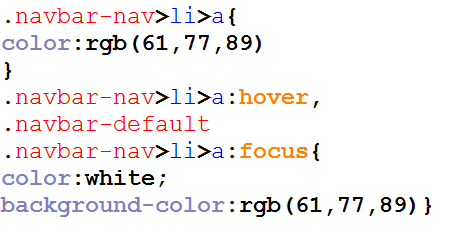 .navbar-nav>li>a{
color:rgb(61,77,89)
}
.navbar-nav>li>a:hover,
.navbar-default
.navbar-nav>li>a:focus{
color:white;
background-color:rgb(61,77,89)}